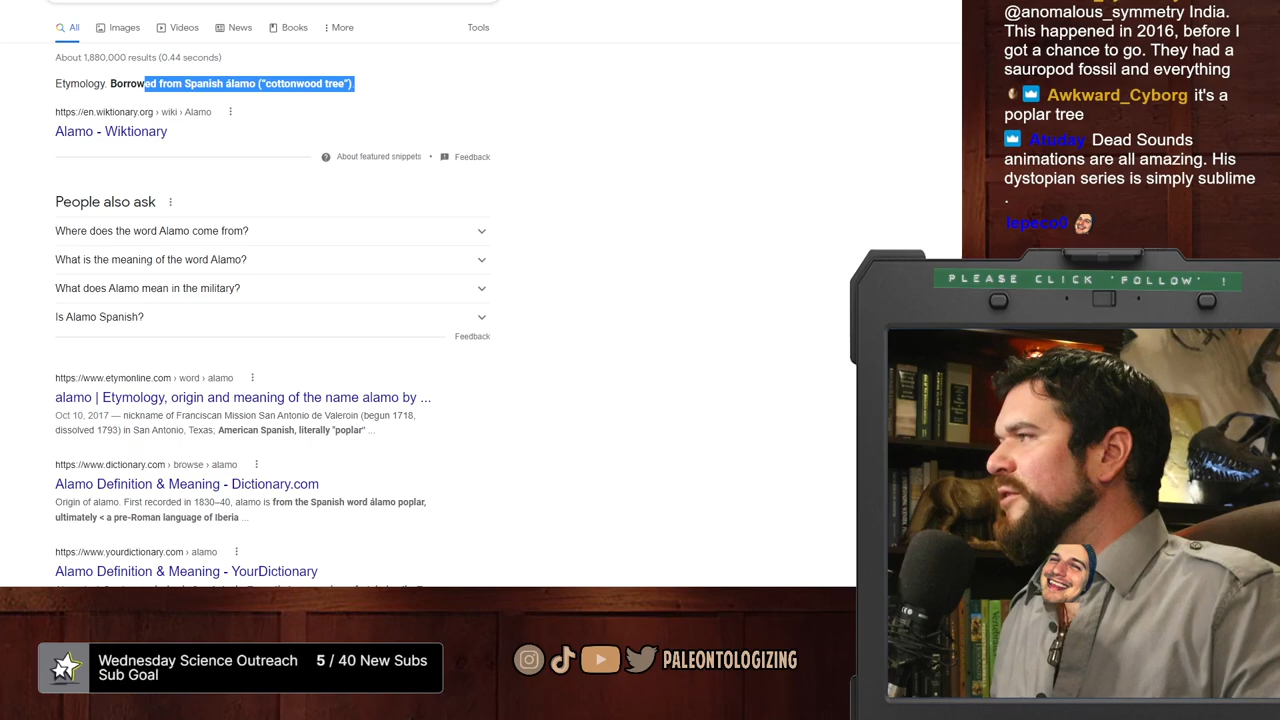 All
Images
Videos
News
Books
More
Tools
About 1,880,000 results (0.44 seconds)
Etymology. Borrowed from Spanish álamo (“cottonwood tree”).
https://en.wiktionary.org › wiki › Alamo
Alamo - Wiktionary
About featured snippets • Feedback
People also ask
Where does the word Alamo come from?
What is the meaning of the word Alamo?
What does Alamo mean in the military?
Is Alamo Spanish?
Feedback
https://www.etymonline.com › word › alamo
alamo | Etymology, origin and meaning of the name alamo by ...
Oct 10, 2017 — nickname of Franciscan Mission San Antonio de Valeroin (begun 1718,
dissolved 1793) in San Antonio, Texas; American Spanish, literally "poplar" ...
https://www.dictionary.com › browse › alamo
Alamo Definition & Meaning - Dictionary.com
Origin of alamo. First recorded in 1830–40, alamo is from the Spanish word álamo poplar,
ultimately < a pre-Roman language of Iberia ...
https://www.yourdictionary.com › alamo
Alamo Definition & Meaning - YourDictionary
@anomalous_symmetry India.
This happened in 2016, before I
got a chance to go. They had a
sauropod fossil and everything
Awkward_Cyborg it's a
poplar tree
Atuday Dead Sounds
animations are all amazing. His
dystopian series is simply sublime
.
lepeco0
PLEASE CLICK 'FOLLOW' !
Wednesday Science Outreach 5 / 40 New Subs
Sub Goal
PALEONTOLOGIZING